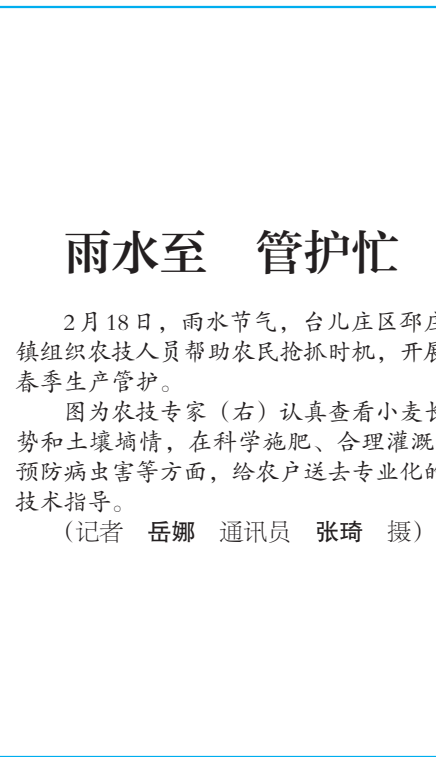 雨水至　管护忙
2月18日，雨水节气，台儿庄区邳庄
镇组织农技人员帮助农民抢抓时机，开展
春季生产管护。
图为农技专家（右）认真查看小麦长
势和土壤墒情，在科学施肥、合理灌溉
预防病虫害等方面，给农户送去专业化的
技术指导。
（记者　岳娜　通讯员　张琦　摄）